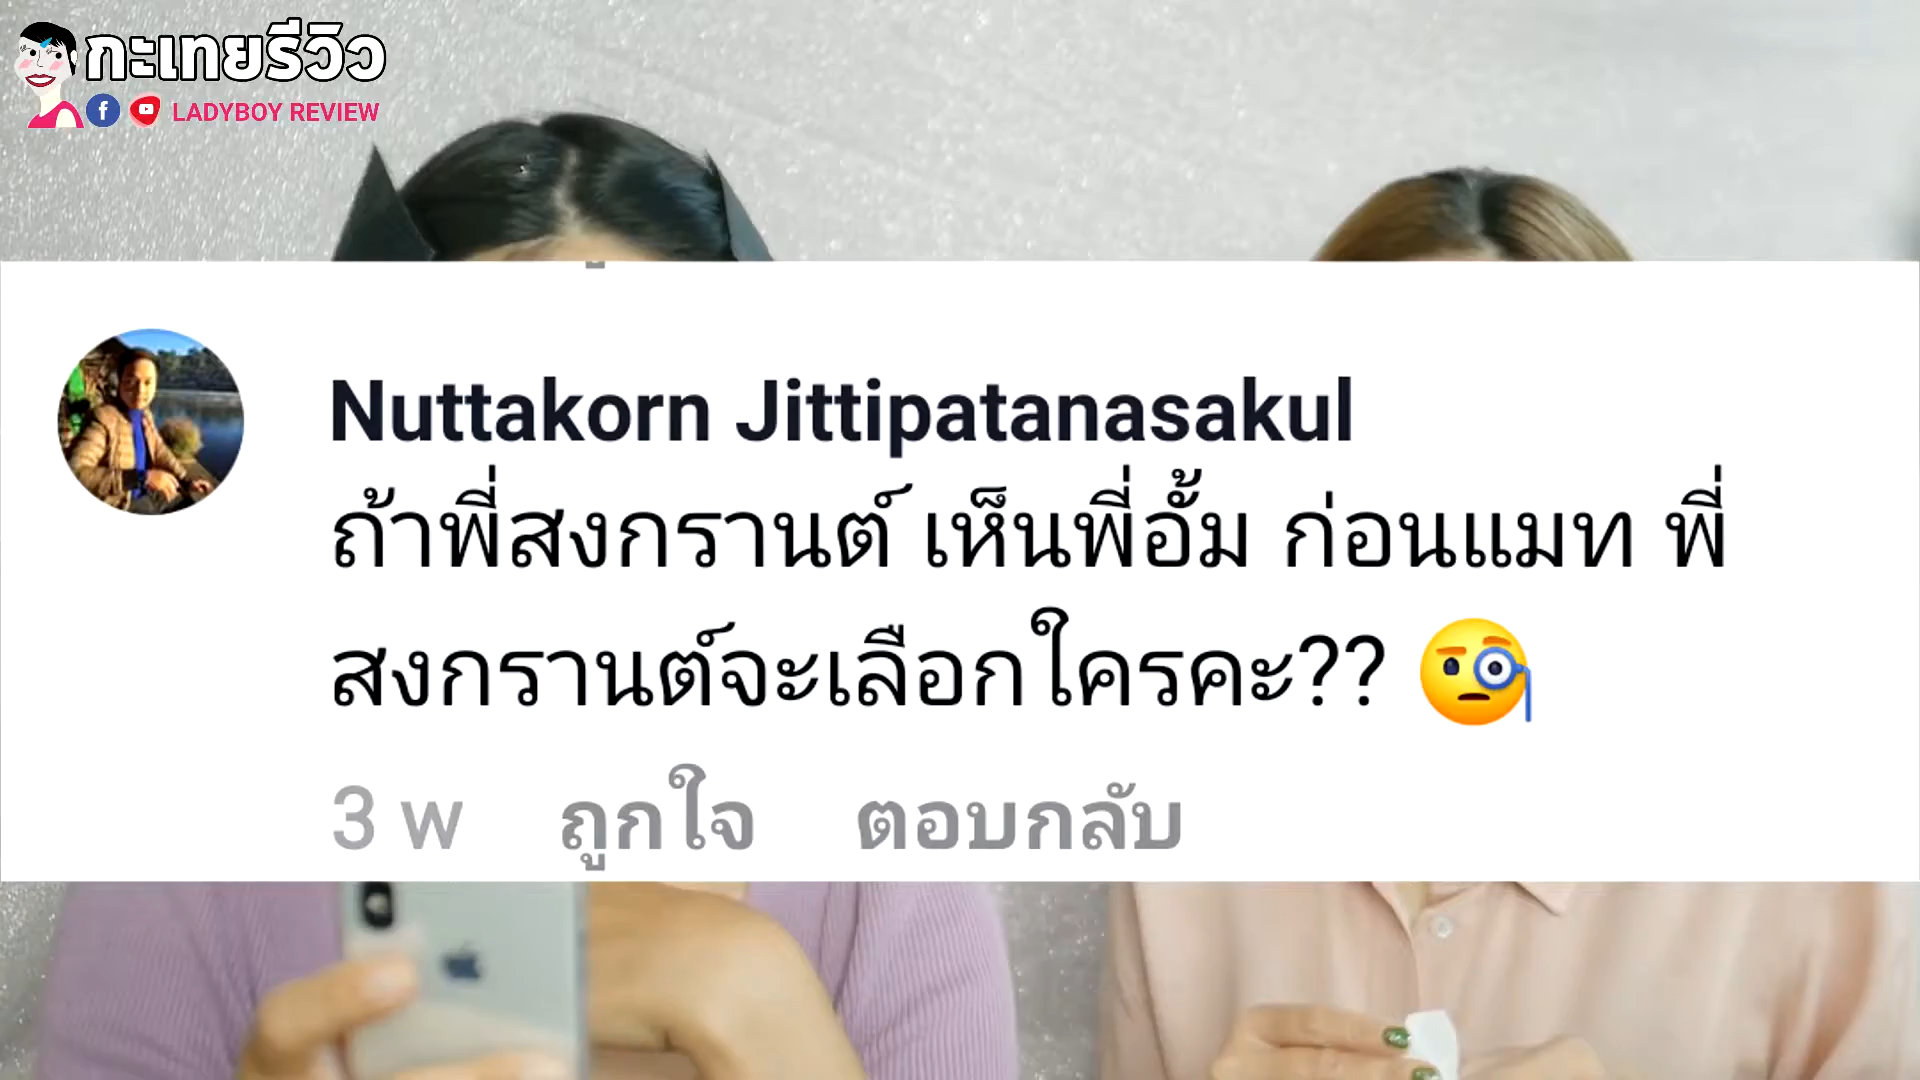 กะเทยรีวิว
LADYBOY REVIEW
Nuttakorn Jittipatanasakul
ถ้าพี่สงกรานต์ เห็นพี่อั้ม ก่อนแมท พี่
สงกรานต์จะเลือกใครคะ??
3 w ถูกใจ ตอบกลับ